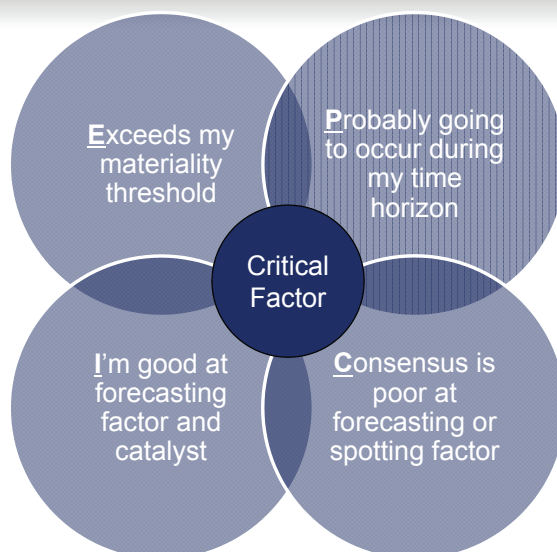 Exceeds my
materiality
threshold
Probably going
to occur during
my time
horizon
Critical
Factor
I'm good at
forecasting
factor and
catalyst
Consensus is
poor at
forecasting or
spotting factor